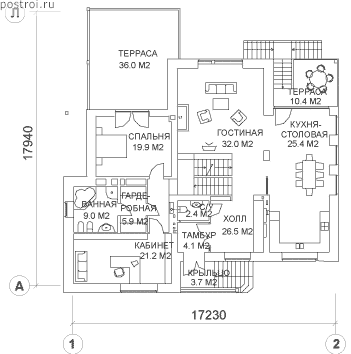 postroi.ru
Л
ТЕРРАСА
36.0 М2
ТЕРРАСА
10.4 М2
СПАЛЬНЯ
19.9 М2
ГОСТИНАЯ
32.0 М2
КУХНЯ-
СТОЛОВАЯ
25.4 М2
17940
ВАННАЯ
9.0 М2
ГАРДЕ-
РОБНАЯ
5.9 М2
С/У
2.4 М2
ХОЛЛ
26.5 М2
ТАМБУР
4.1 М2
КАБИНЕТ
21.2 М2
КРЫЛЬЦО
3.7 М2
А
17230
1
2